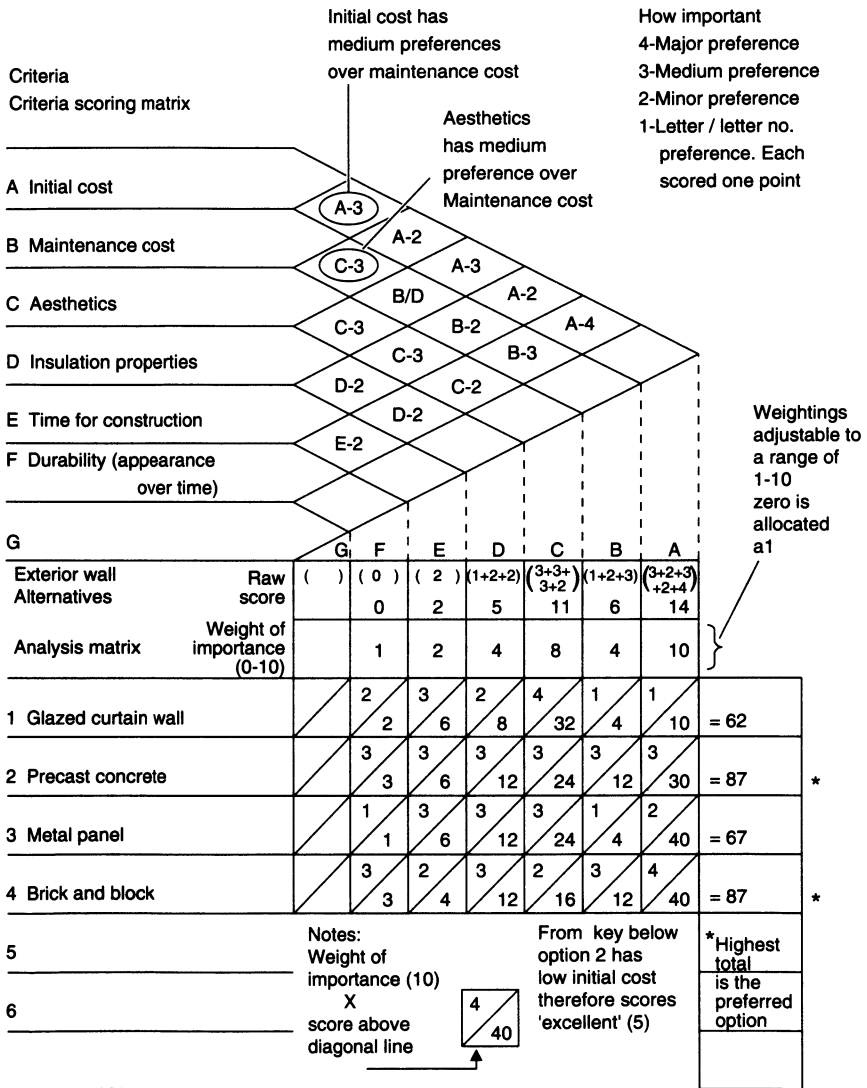 Initial cost has
medium preferences
over maintenance cost
How important
4-Major preference
3-Medium preference
2-Minor preference
1-Letter / letter no.
preference. Each
scored one point
Criteria
Criteria scoring matrix
Aesthetics
has medium
preference over
Maintenance cost
A Initial cost
A-3
B Maintenance cost
A-2
C-3
A-3
C Aesthetics
B/D
A-2
C-3
B-2
A-4
D Insulation properties
C-3
B-3
D-2
C-2
E Time for construction
D-2
E-2
F Durability (appearance
over time)
Weightings
adjustable to
a range of
1-10
zero is
allocated
a1
G
G F E D C B A
Exterior wall
Alternatives
Raw
score
( ) ( 0 ) ( 2 ) (1+2+2) (3+3+ 3+2) (1+2+3) (3+2+3 +2+4)
0 2 5 11 6 14
Analysis matrix
Weight of
importance
(0-10)
1 2 4 8 4 10
2 3 2 4 1 1
1 Glazed curtain wall 2 6 8 32 4 10 = 62
3 3 3 3 3 3
2 Precast concrete 3 6 12 24 12 30 = 87 *
1 3 3 3 1 2
3 Metal panel 1 6 12 24 4 40 = 67
3 2 3 2 3 4
4 Brick and block 3 4 12 16 12 40 = 87 *
5
6
Notes:
Weight of
importance (10)
X
score above
diagonal line
4
40
From key below
option 2 has
low initial cost
therefore scores
'excellent' (5)
*Highest
total
is the
preferred
option